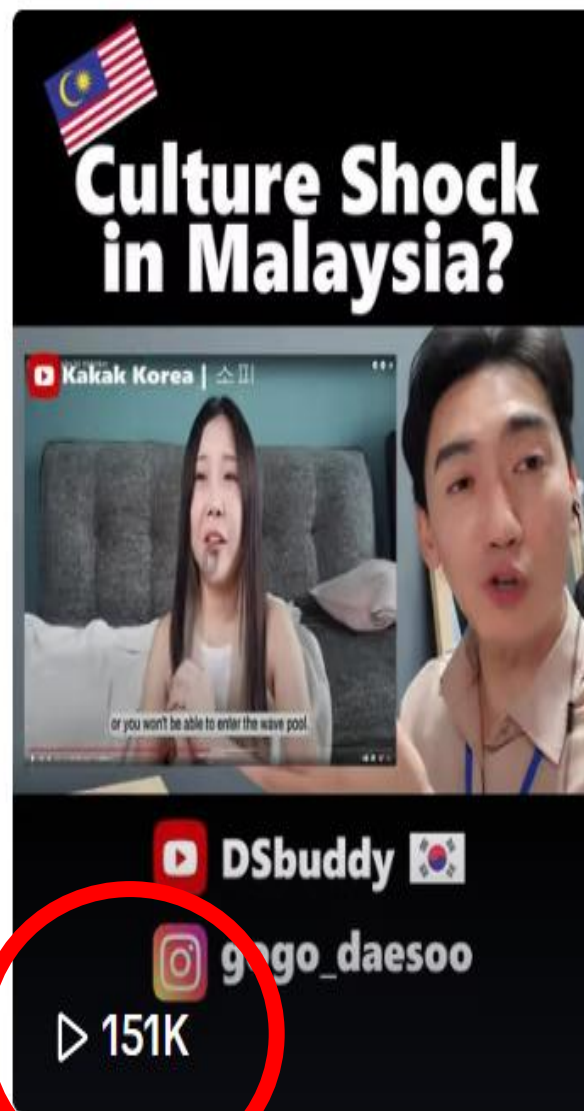 Culture Shock
in Malaysia?
Kakak Korea | 소피
or you won't be able to enter the wave pool.
DSbuddy
gogo_daesoo
151K